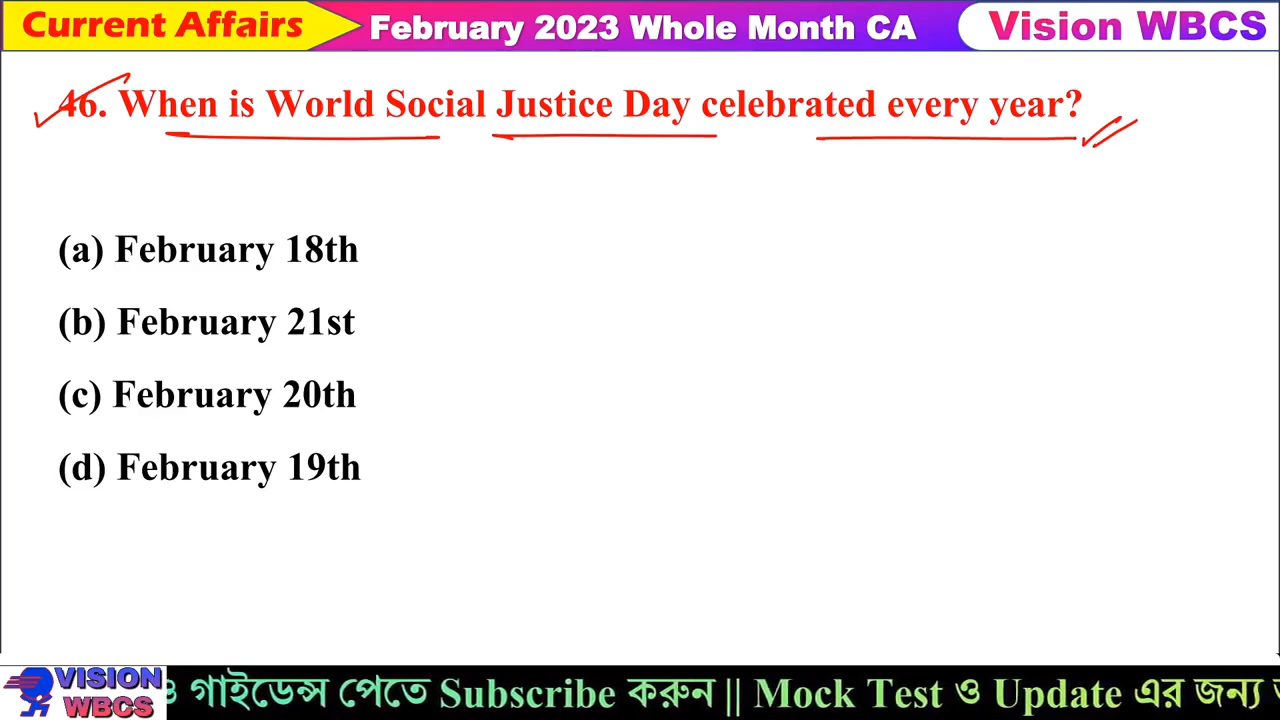 Current Affairs
February 2023 Whole Month CA
Vision WBCS
46. When is World Social Justice Day celebrated every year?
(a) February 18th
(b) February 21st
(c) February 20th
(d) February 19th
VISION
WBCS
ও গাইডেন্স পেতে Subscribe করুন || Mock Test ও Update এর জন্য